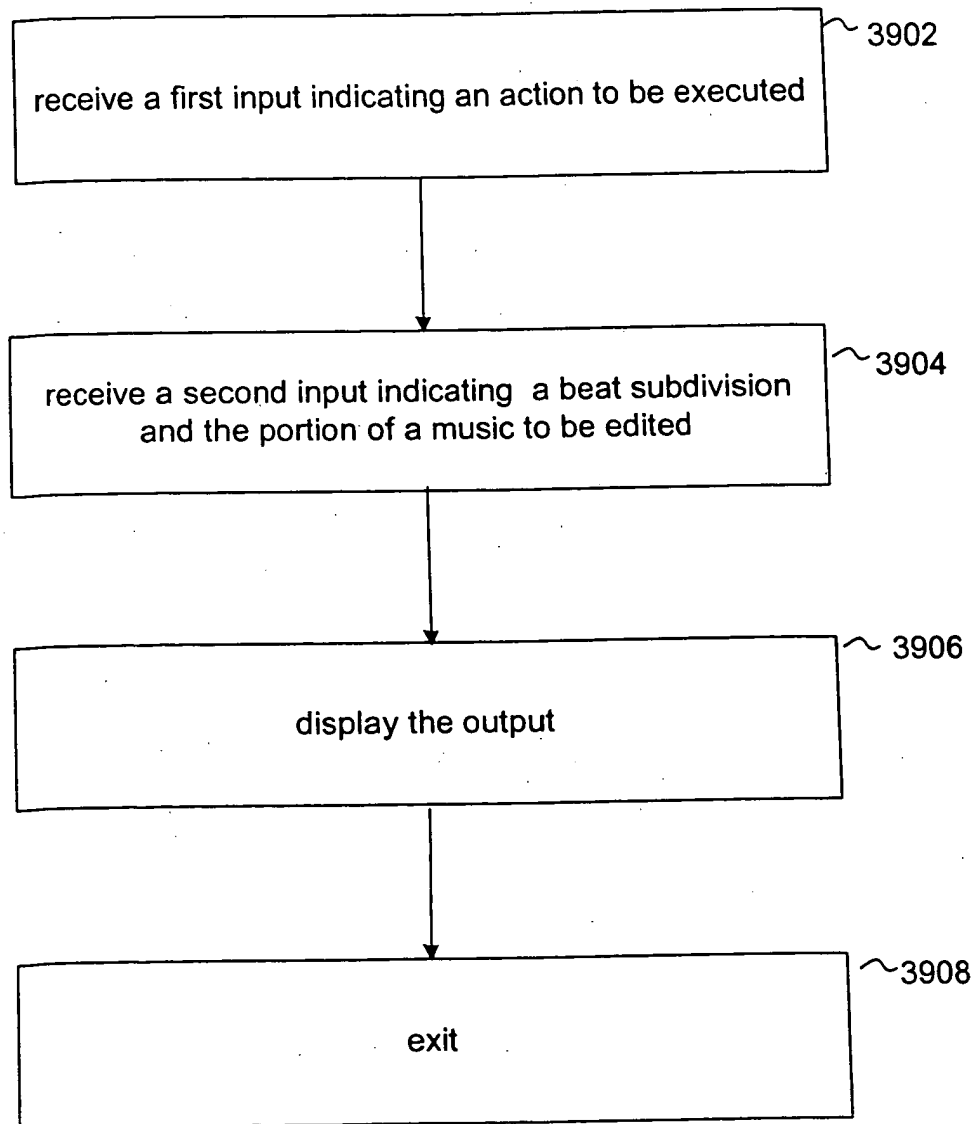 3902
receive a first input indicating an action to be executed
3904
receive a second input indicating a beat subdivision
and the portion of a music to be edited
3906
display the output
3908
exit